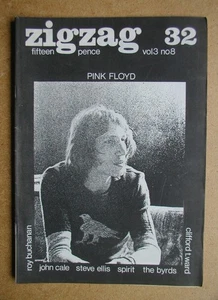 zigzag 32
fifteen pence vol3 no8
PINK FLOYD
roy buchanan
clifford t.ward
john cale steve ellis spirit the byrds